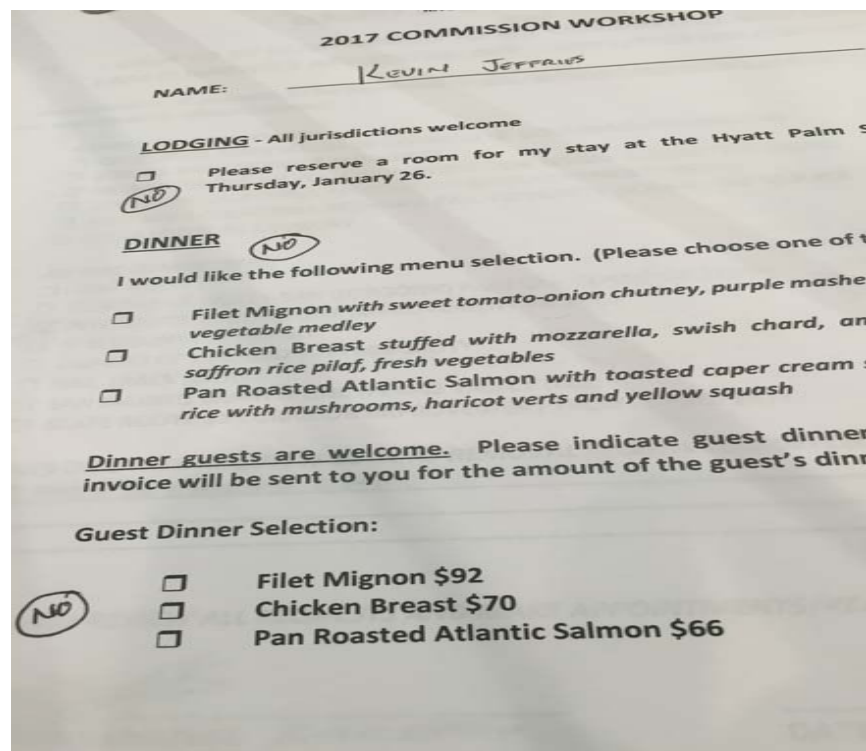 2017 COMMISSION WORKSHOP
NAME: KEVIN JEFFRIES
LODGING - All jurisdictions welcome
❒ Please reserve a room for my stay at the Hyatt Palm S
NO Thursday, January 26.
DINNER NO
I would like the following menu selection. (Please choose one of t
❒ Filet Mignon with sweet tomato-onion chutney, purple mashe
vegetable medley
❒ Chicken Breast stuffed with mozzarella, swish chard, an
saffron rice pilaf, fresh vegetables
❒ Pan Roasted Atlantic Salmon with toasted caper cream s
rice with mushrooms, haricot verts and yellow squash
Dinner guests are welcome. Please indicate guest dinner
invoice will be sent to you for the amount of the guest's dinn
Guest Dinner Selection:
❒ Filet Mignon $92
NO ❒ Chicken Breast $70
❒ Pan Roasted Atlantic Salmon $66